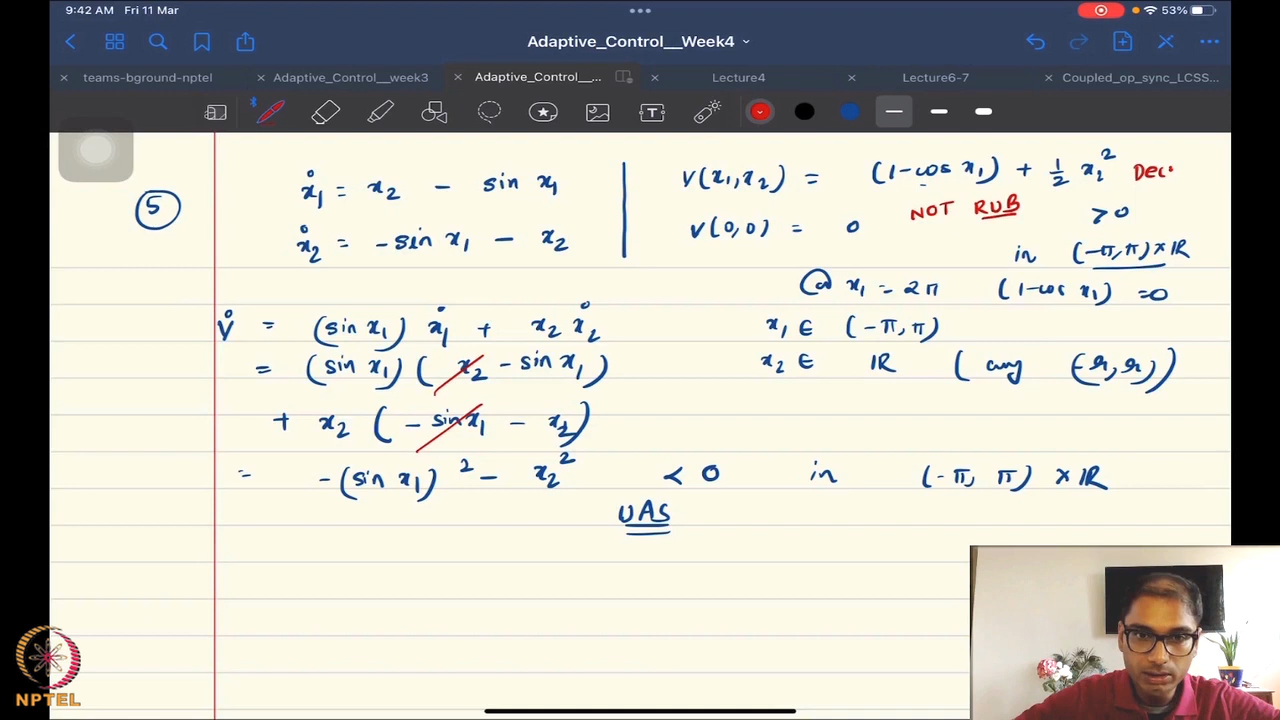 9:42 AM Fri 11 Mar
53%
Adaptive_Control__Week4
teams-bground-nptel
Adaptive_Control__week3
Adaptive_Control__...
Lecture4
Lecture6-7
Coupled_op_sync_LCSS...
5
ẋ₁ = x₂ - sin x₁
ẋ₂ = -sin x₁ - x₂
V(x₁,x₂) = (1-cos x₁) + ½ x₂² Dec
NOT RUB
> 0
V(0,0) = 0
in (-π,π) × ℝ
@ x₁ = 2π (1-cos x₁) = 0
x₁ ∈ (-π, π)
x₂ ∈ ℝ (any (-r, r))
V̇ = (sin x₁) ẋ₁ + x₂ ẋ₂
= (sin x₁) ( x₂ - sin x₁)
+ x₂ ( - sin x₁ - x₂)
= -(sin x₁)² - x₂² < 0 in (-π, π) × ℝ
UAS
NPTEL